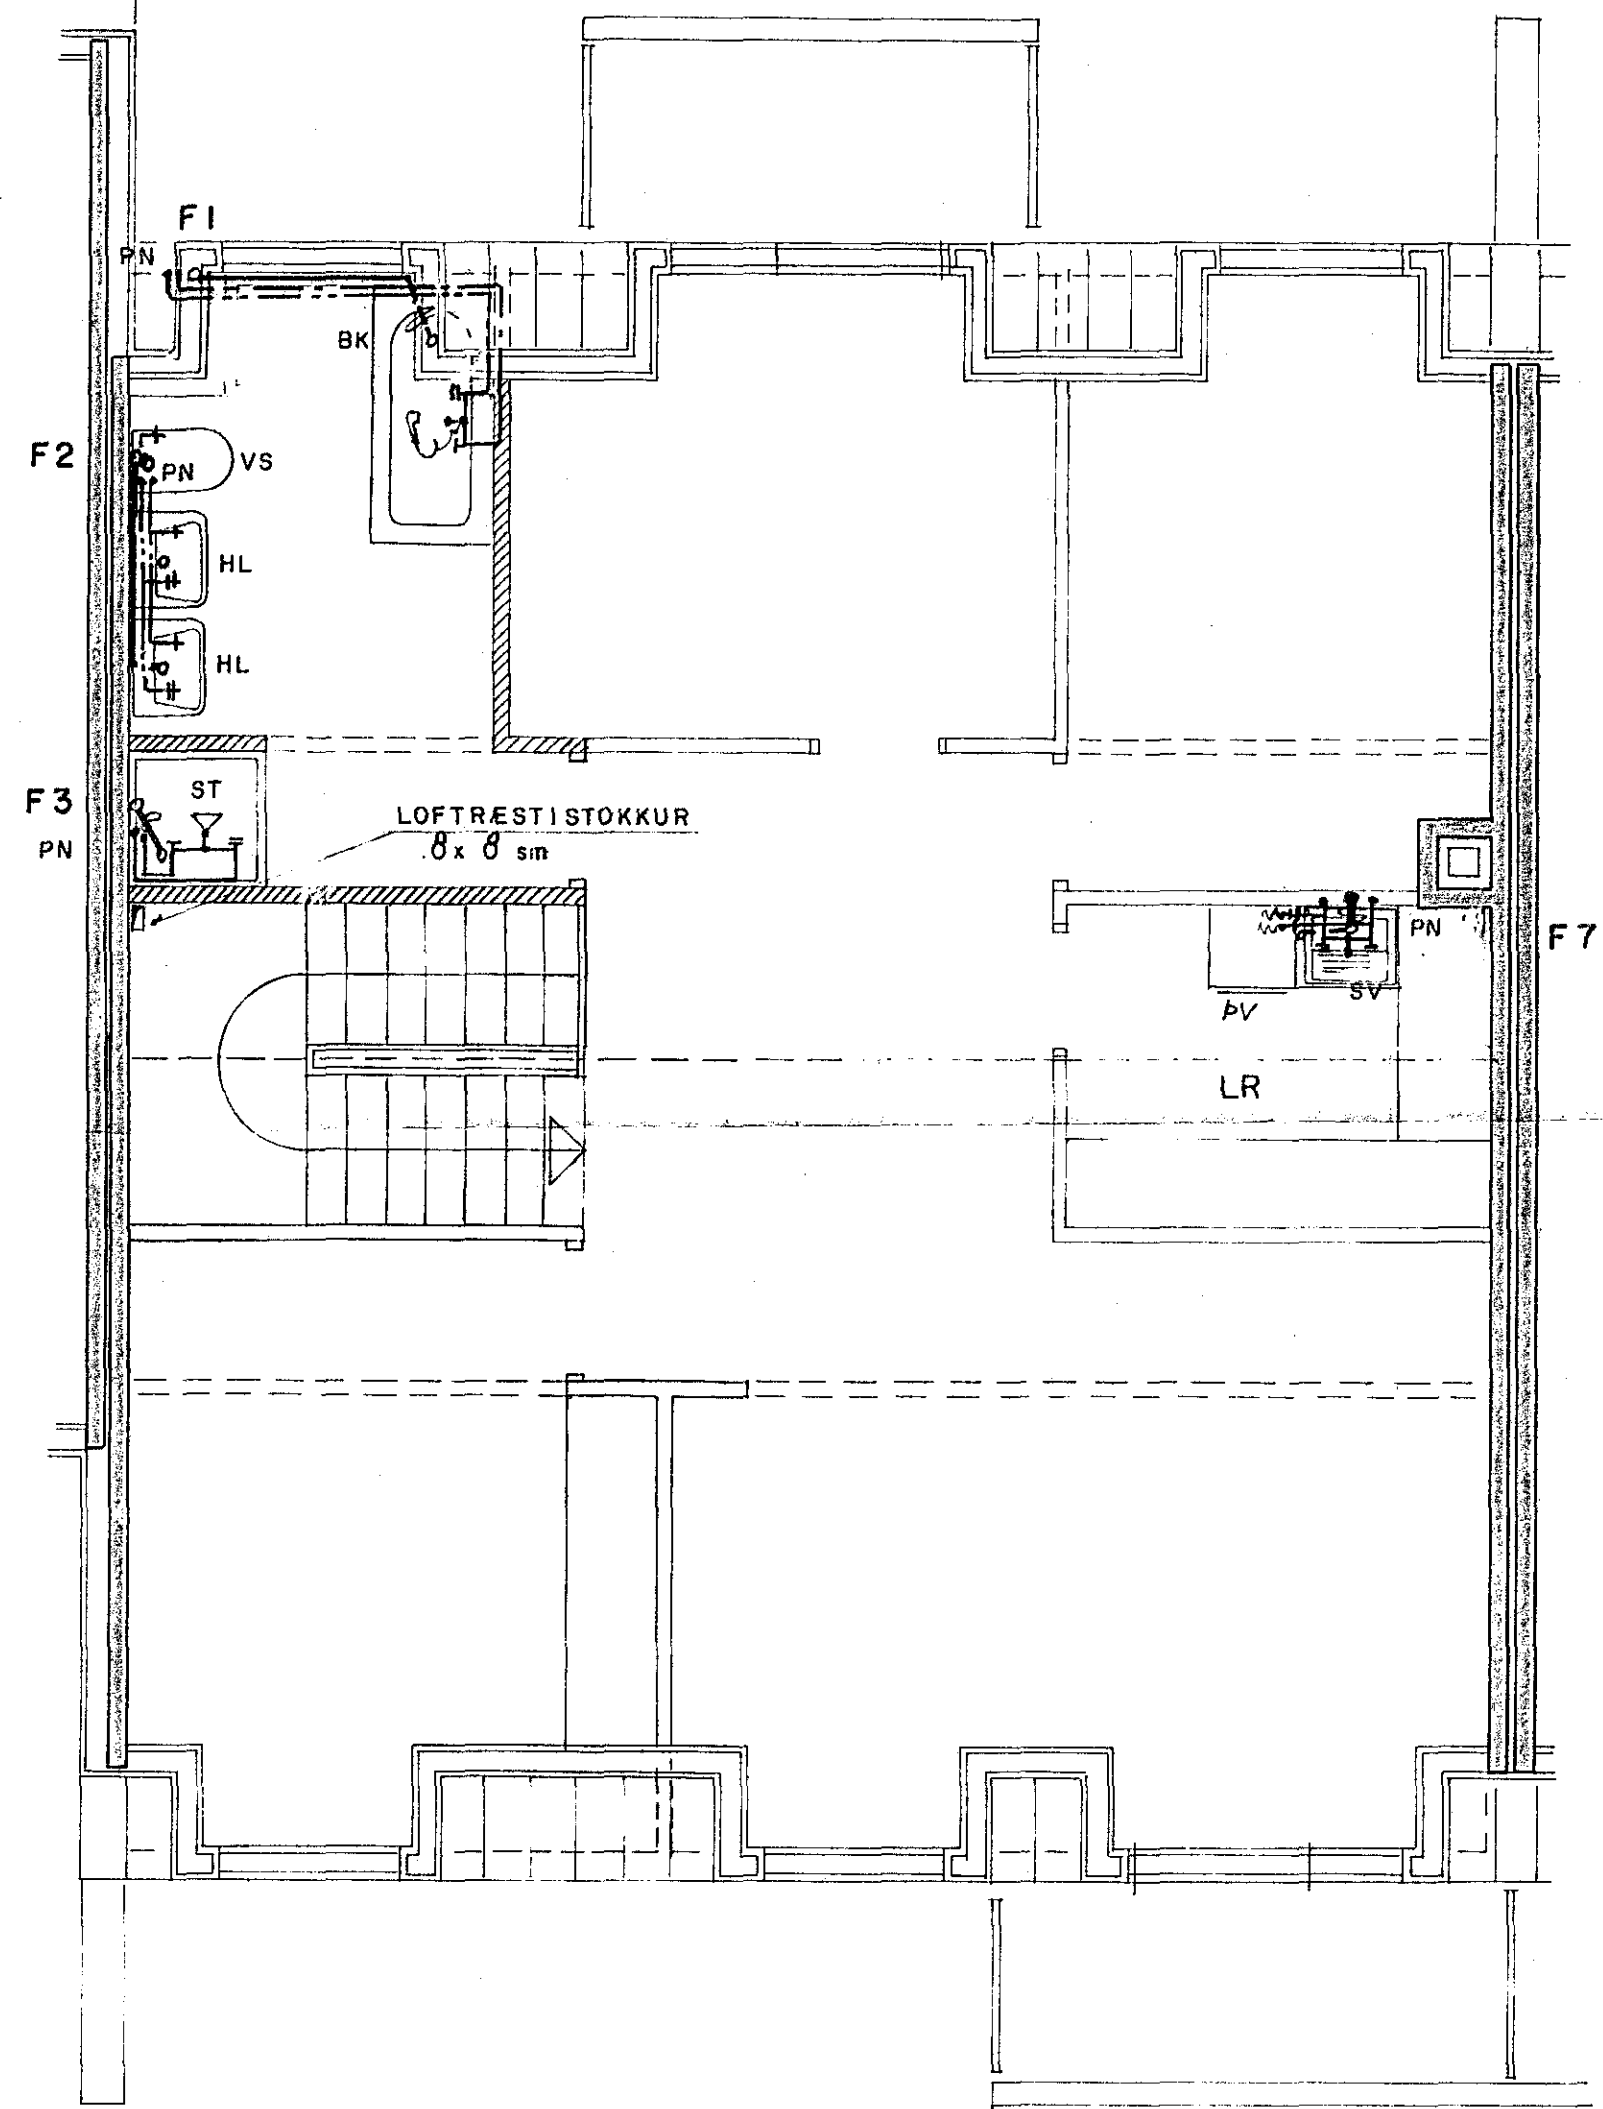 F1
PN
BK
F2
VS
PN
HL
HL
F3
ST
PN
LOFTRÆSTISTOKKUR
8 x 8 sm
PN
F7
SV
ÞV
LR